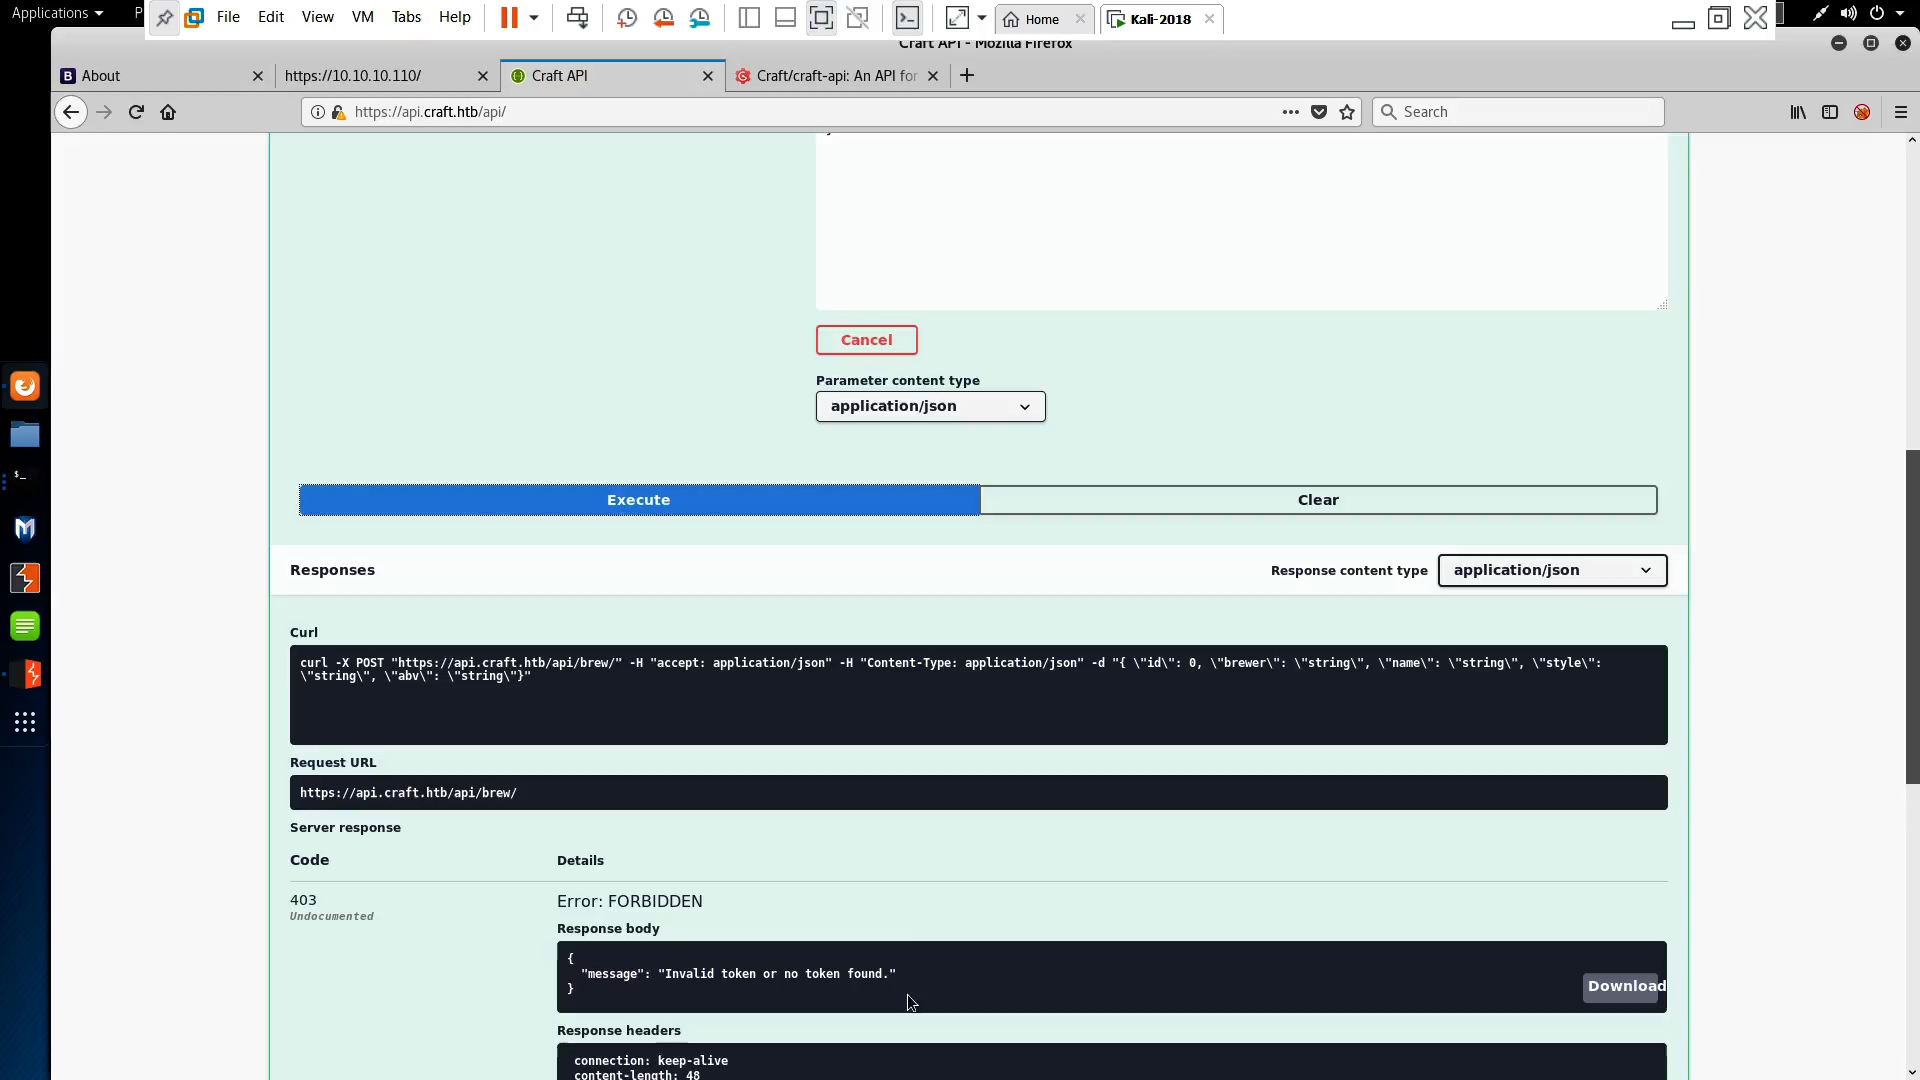 Applications
P
File Edit View VM Tabs Help
Home
Kali-2018
Craft API - Mozilla Firefox
About
https://10.10.10.110/
Craft API
Craft/craft-api: An API for
https://api.craft.htb/api/
Search
Cancel
Parameter content type
application/json
Execute
Clear
Responses
Response content type
application/json
Curl
curl -X POST "https://api.craft.htb/api/brew/" -H "accept: application/json" -H "Content-Type: application/json" -d "{ \"id\": 0, \"brewer\": \"string\", \"name\": \"string\", \"style\":
\"string\", \"abv\": \"string\"}"
Request URL
https://api.craft.htb/api/brew/
Server response
Code Details
403
Undocumented
Error: FORBIDDEN
Response body
{
"message": "Invalid token or no token found."
}
Download
Response headers
connection: keep-alive
content-length: 48